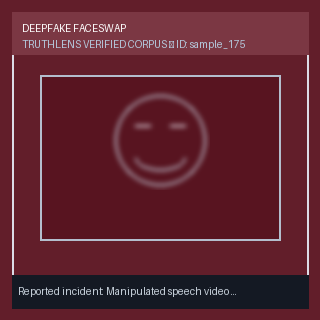 DEEPFAKE FACESWAP
TRUTHLENS VERIFIED CORPUS ID: sample_175
Reported incident: Manipulated speech video...